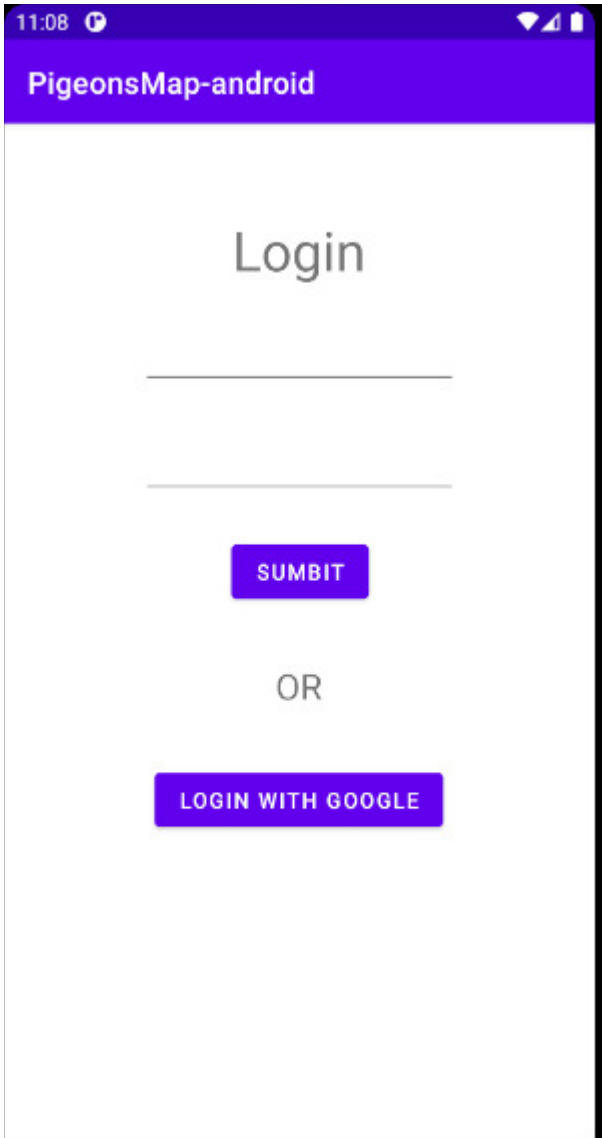 11:08
PigeonsMap-android
Login
SUMBIT
OR
LOGIN WITH GOOGLE